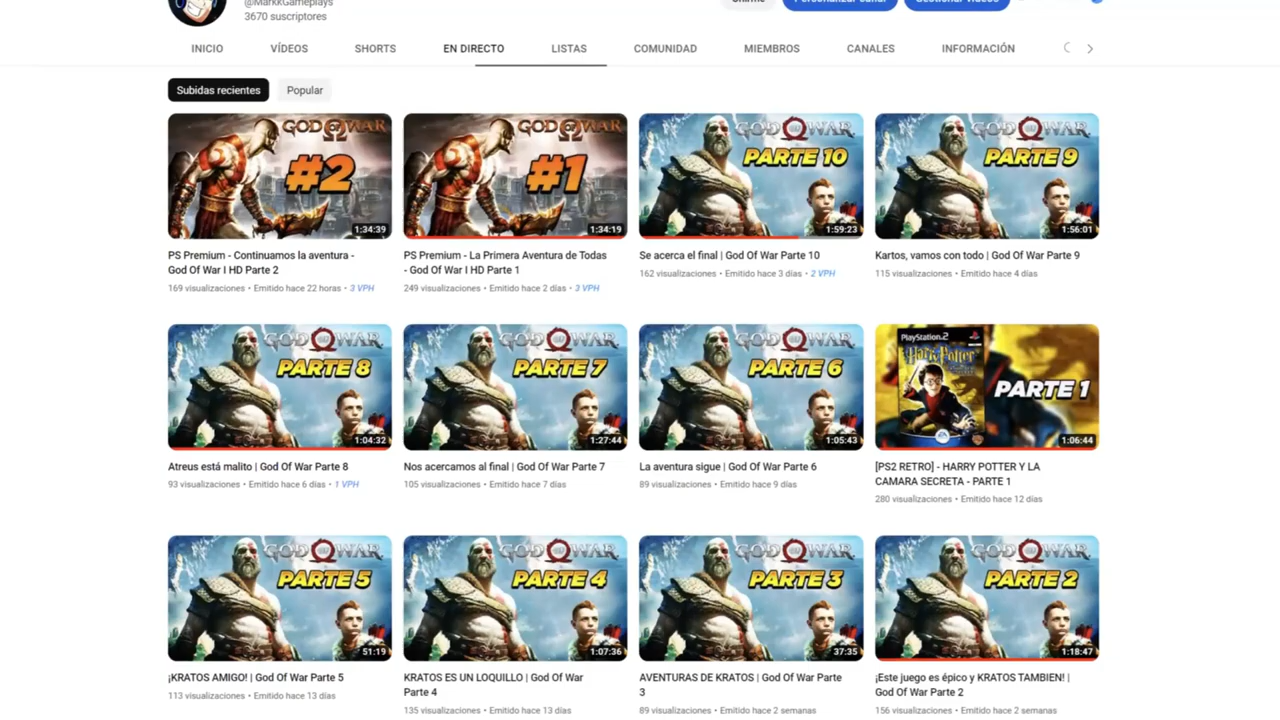 @MarkkGameplays
3670 suscriptores
INICIO
VÍDEOS
SHORTS
EN DIRECTO
LISTAS
COMUNIDAD
MIEMBROS
CANALES
INFORMACIÓN
Subidas recientes
Popular
GOD OF WAR
#2
1:34:39
GOD OF WAR
#1
1:34:19
GOD OF WAR
PARTE 10
1:59:23
GOD OF WAR
PARTE 9
1:56:01
PS Premium - Continuamos la aventura -
God Of War I HD Parte 2
169 visualizaciones • Emitido hace 22 horas • 3 VPH
PS Premium - La Primera Aventura de Todas
- God Of War I HD Parte 1
249 visualizaciones • Emitido hace 2 días • 3 VPH
Se acerca el final | God Of War Parte 10
162 visualizaciones • Emitido hace 3 días • 2 VPH
Kartos, vamos con todo | God Of War Parte 9
115 visualizaciones • Emitido hace 4 días
GOD OF WAR
PARTE 8
1:04:32
GOD OF WAR
PARTE 7
1:27:44
GOD OF WAR
PARTE 6
1:05:43
PlayStation 2
Harry Potter
PARTE 1
1:06:44
Atreus está malito | God Of War Parte 8
93 visualizaciones • Emitido hace 6 días • 1 VPH
Nos acercamos al final | God Of War Parte 7
105 visualizaciones • Emitido hace 7 días
La aventura sigue | God Of War Parte 6
89 visualizaciones • Emitido hace 9 días
[PS2 RETRO] - HARRY POTTER Y LA
CAMARA SECRETA - PARTE 1
280 visualizaciones • Emitido hace 12 días
GOD OF WAR
PARTE 5
51:19
GOD OF WAR
PARTE 4
1:07:36
GOD OF WAR
PARTE 3
37:35
GOD OF WAR
PARTE 2
1:18:47
¡KRATOS AMIGO! | God Of War Parte 5
113 visualizaciones • Emitido hace 13 días
KRATOS ES UN LOQUILLO | God Of War
Parte 4
135 visualizaciones • Emitido hace 13 días
AVENTURAS DE KRATOS | God Of War Parte
3
89 visualizaciones • Emitido hace 2 semanas
¡Este juego es épico y KRATOS TAMBIEN! |
God Of War Parte 2
156 visualizaciones • Emitido hace 2 semanas